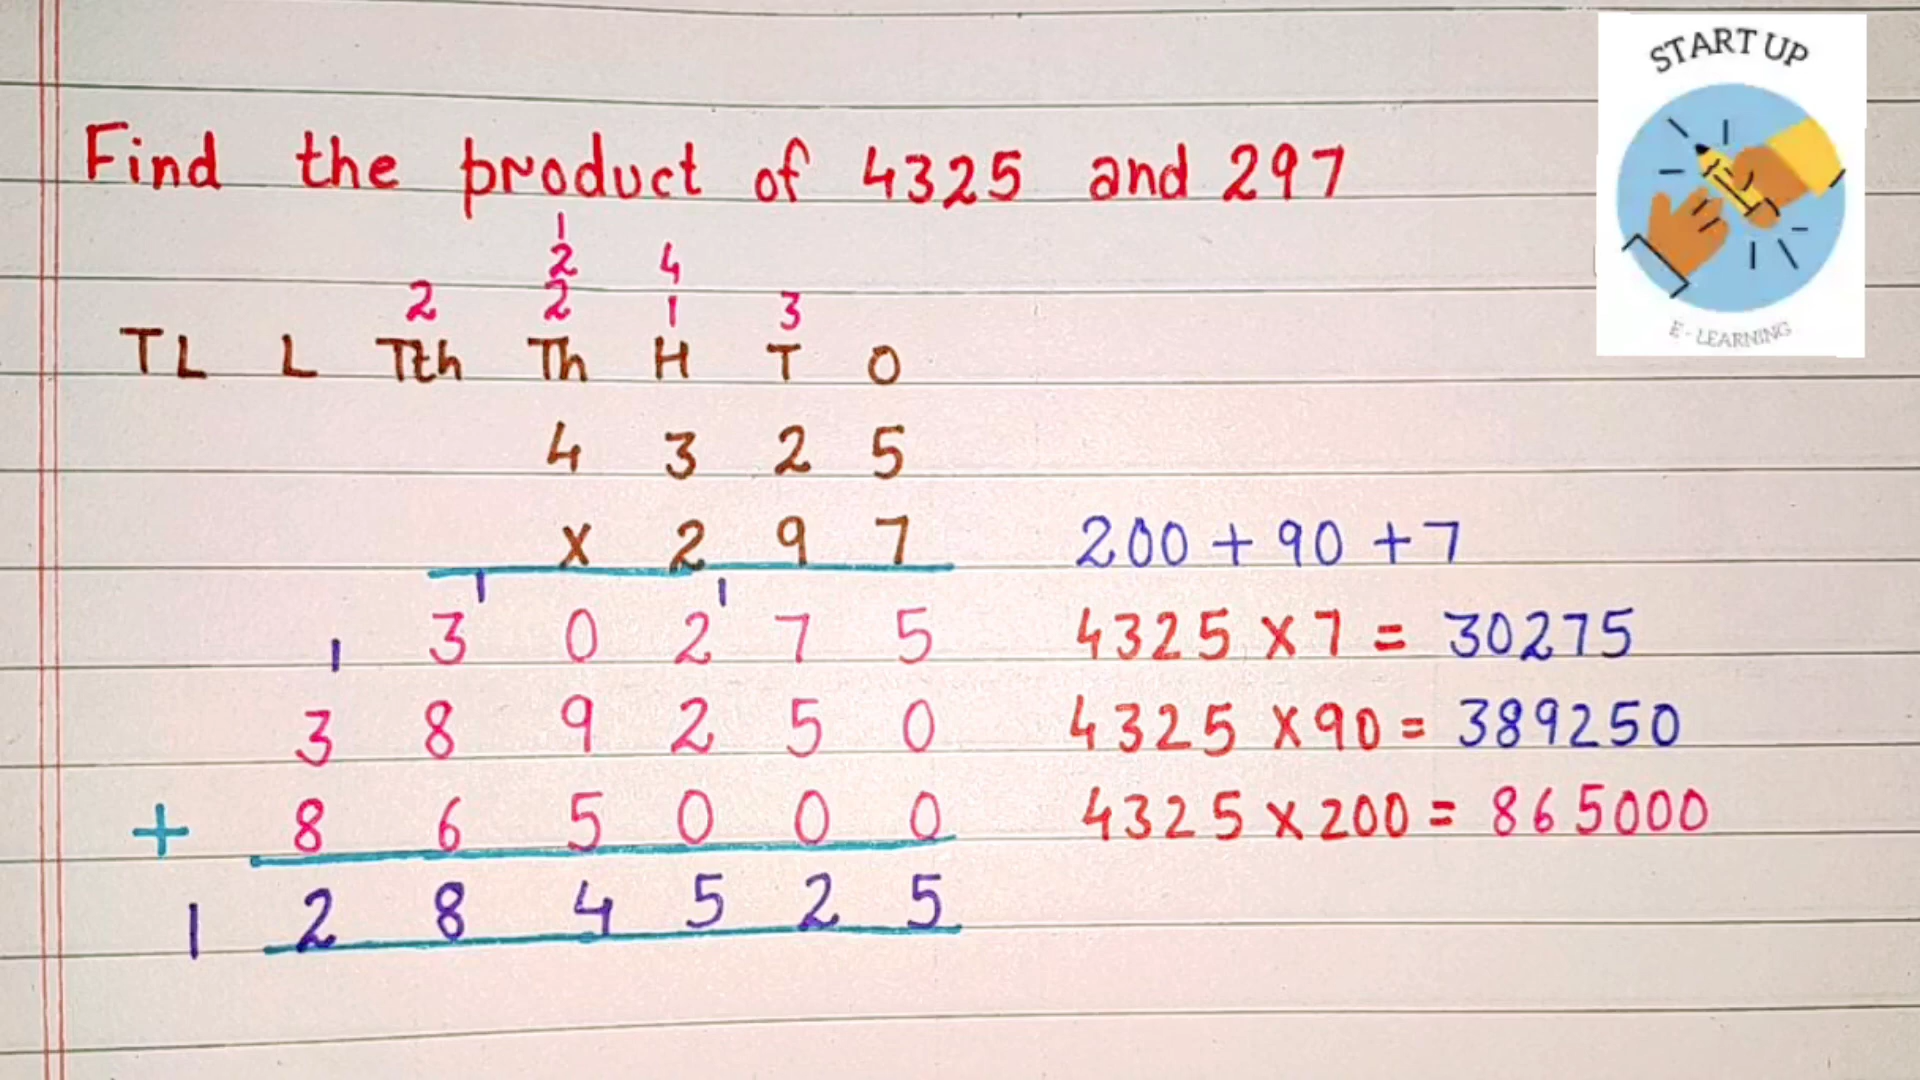 START UP
Find the product of 4325 and 297
1
2 4
2 2 1 3
TL L Tth Th H T O
4 3 2 5
x 2 9 7 200 + 90 + 7
1 1
1 3 0 2 7 5 4325 x 7 = 30275
3 8 9 2 5 0 4325 x 90 = 389250
+ 8 6 5 0 0 0 4325 x 200 = 865000
1 2 8 4 5 2 5
E - LEARNING